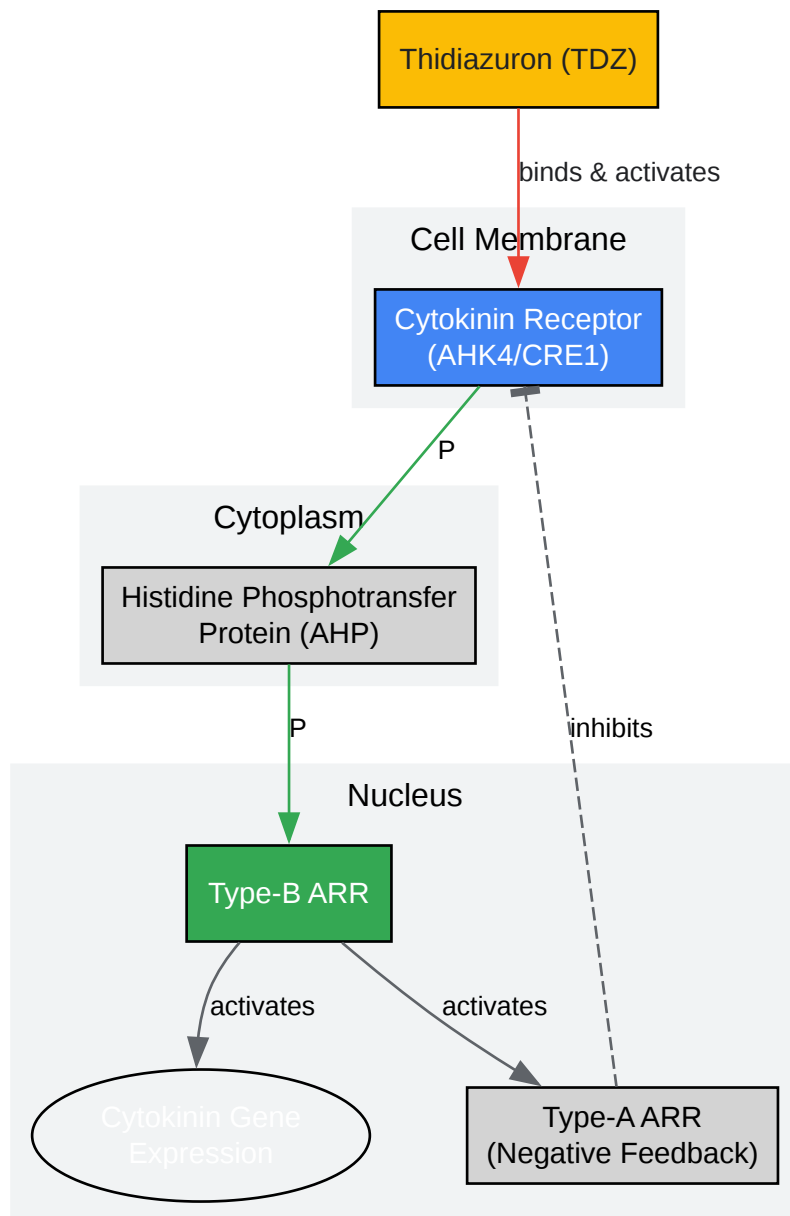 Thidiazuron (TDZ)
binds & activates
Cell Membrane
Cytokinin Receptor
(AHK4/CRE1)
P
Cytoplasm
Histidine Phosphotransfer
Protein (AHP)
P
inhibits
Nucleus
Type-B ARR
activates
activates
Cytokinin Gene
Expression
Type-A ARR
(Negative Feedback)